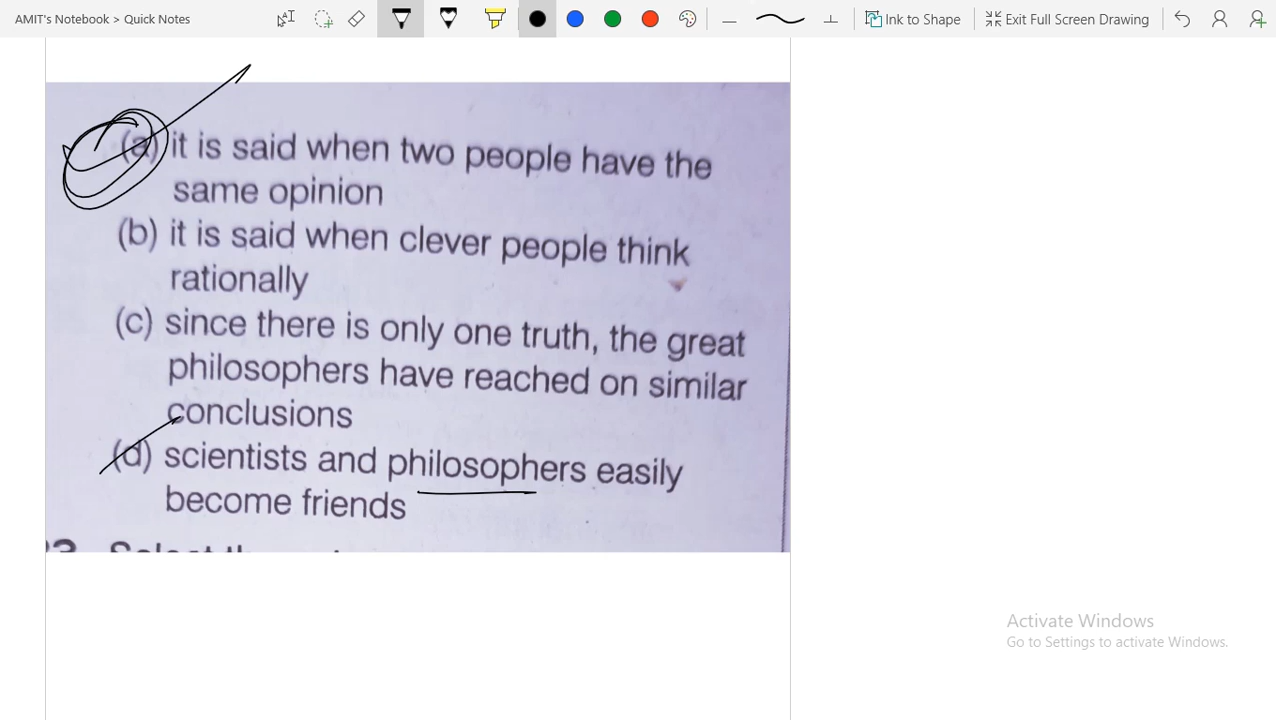 AMIT's Notebook > Quick Notes
Ink to Shape
Exit Full Screen Drawing
(a) it is said when two people have the
same opinion
(b) it is said when clever people think
rationally
(c) since there is only one truth, the great
philosophers have reached on similar
conclusions
(d) scientists and philosophers easily
become friends
Activate Windows
Go to Settings to activate Windows.